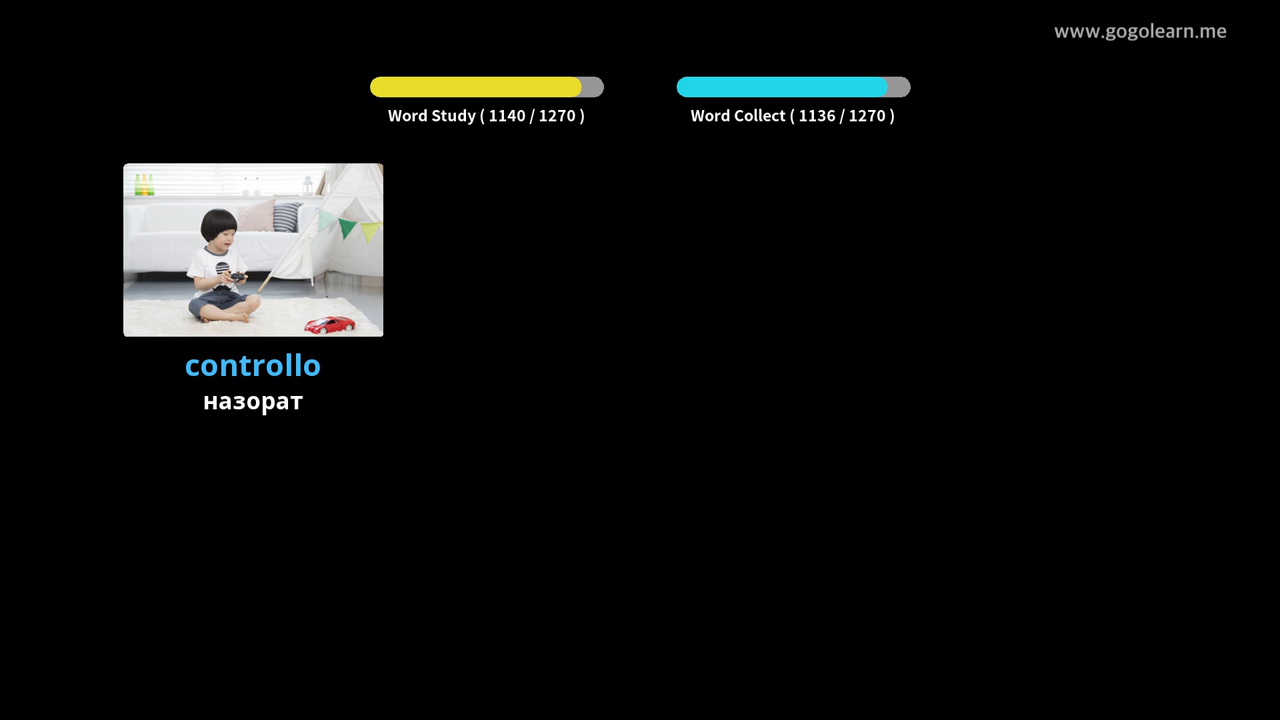 www.gogolearn.me
Word Study ( 1140 / 1270 )
Word Collect ( 1136 / 1270 )
controllo
назорат